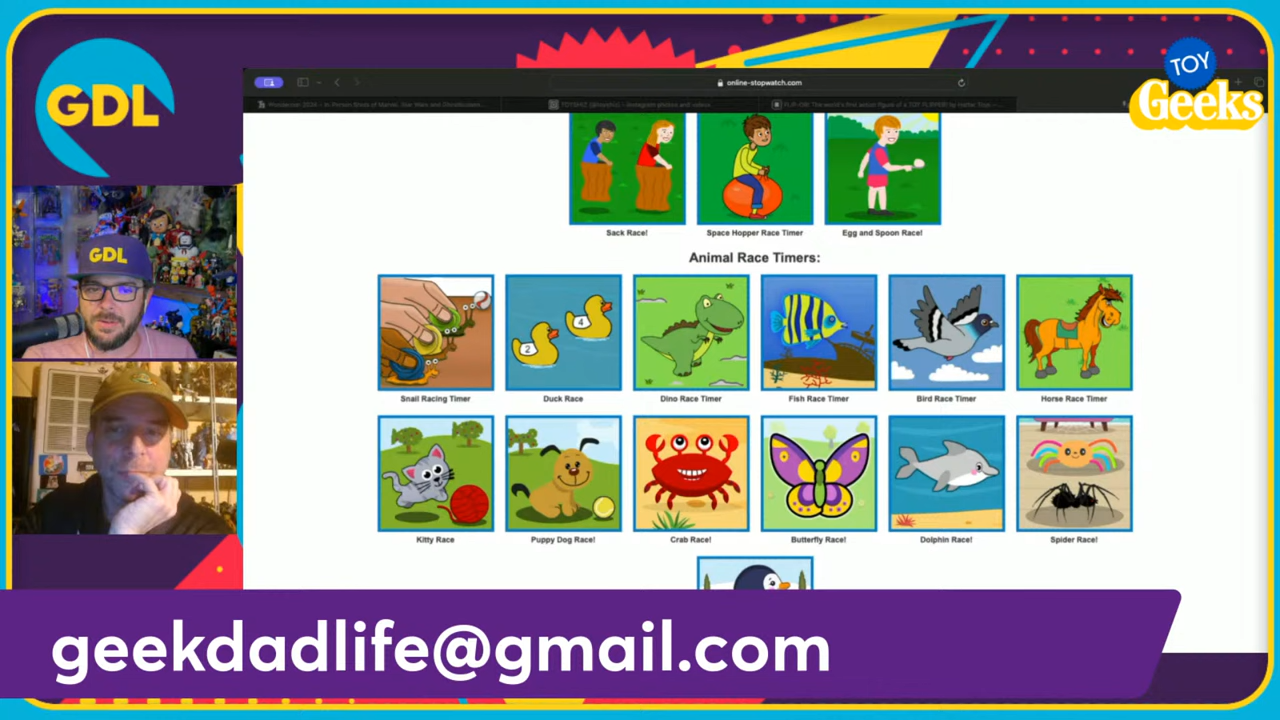 GDL
TOY
Geeks
online-stopwatch.com
GDL
Sack Race!
Space Hopper Race Timer
Egg and Spoon Race!
Animal Race Timers:
2
4
Snail Racing Timer
Duck Race
Dino Race Timer
Fish Race Timer
Bird Race Timer
Horse Race Timer
Kitty Race
Puppy Dog Race!
Crab Race!
Butterfly Race!
Dolphin Race!
Spider Race!
geekdadlife@gmail.com